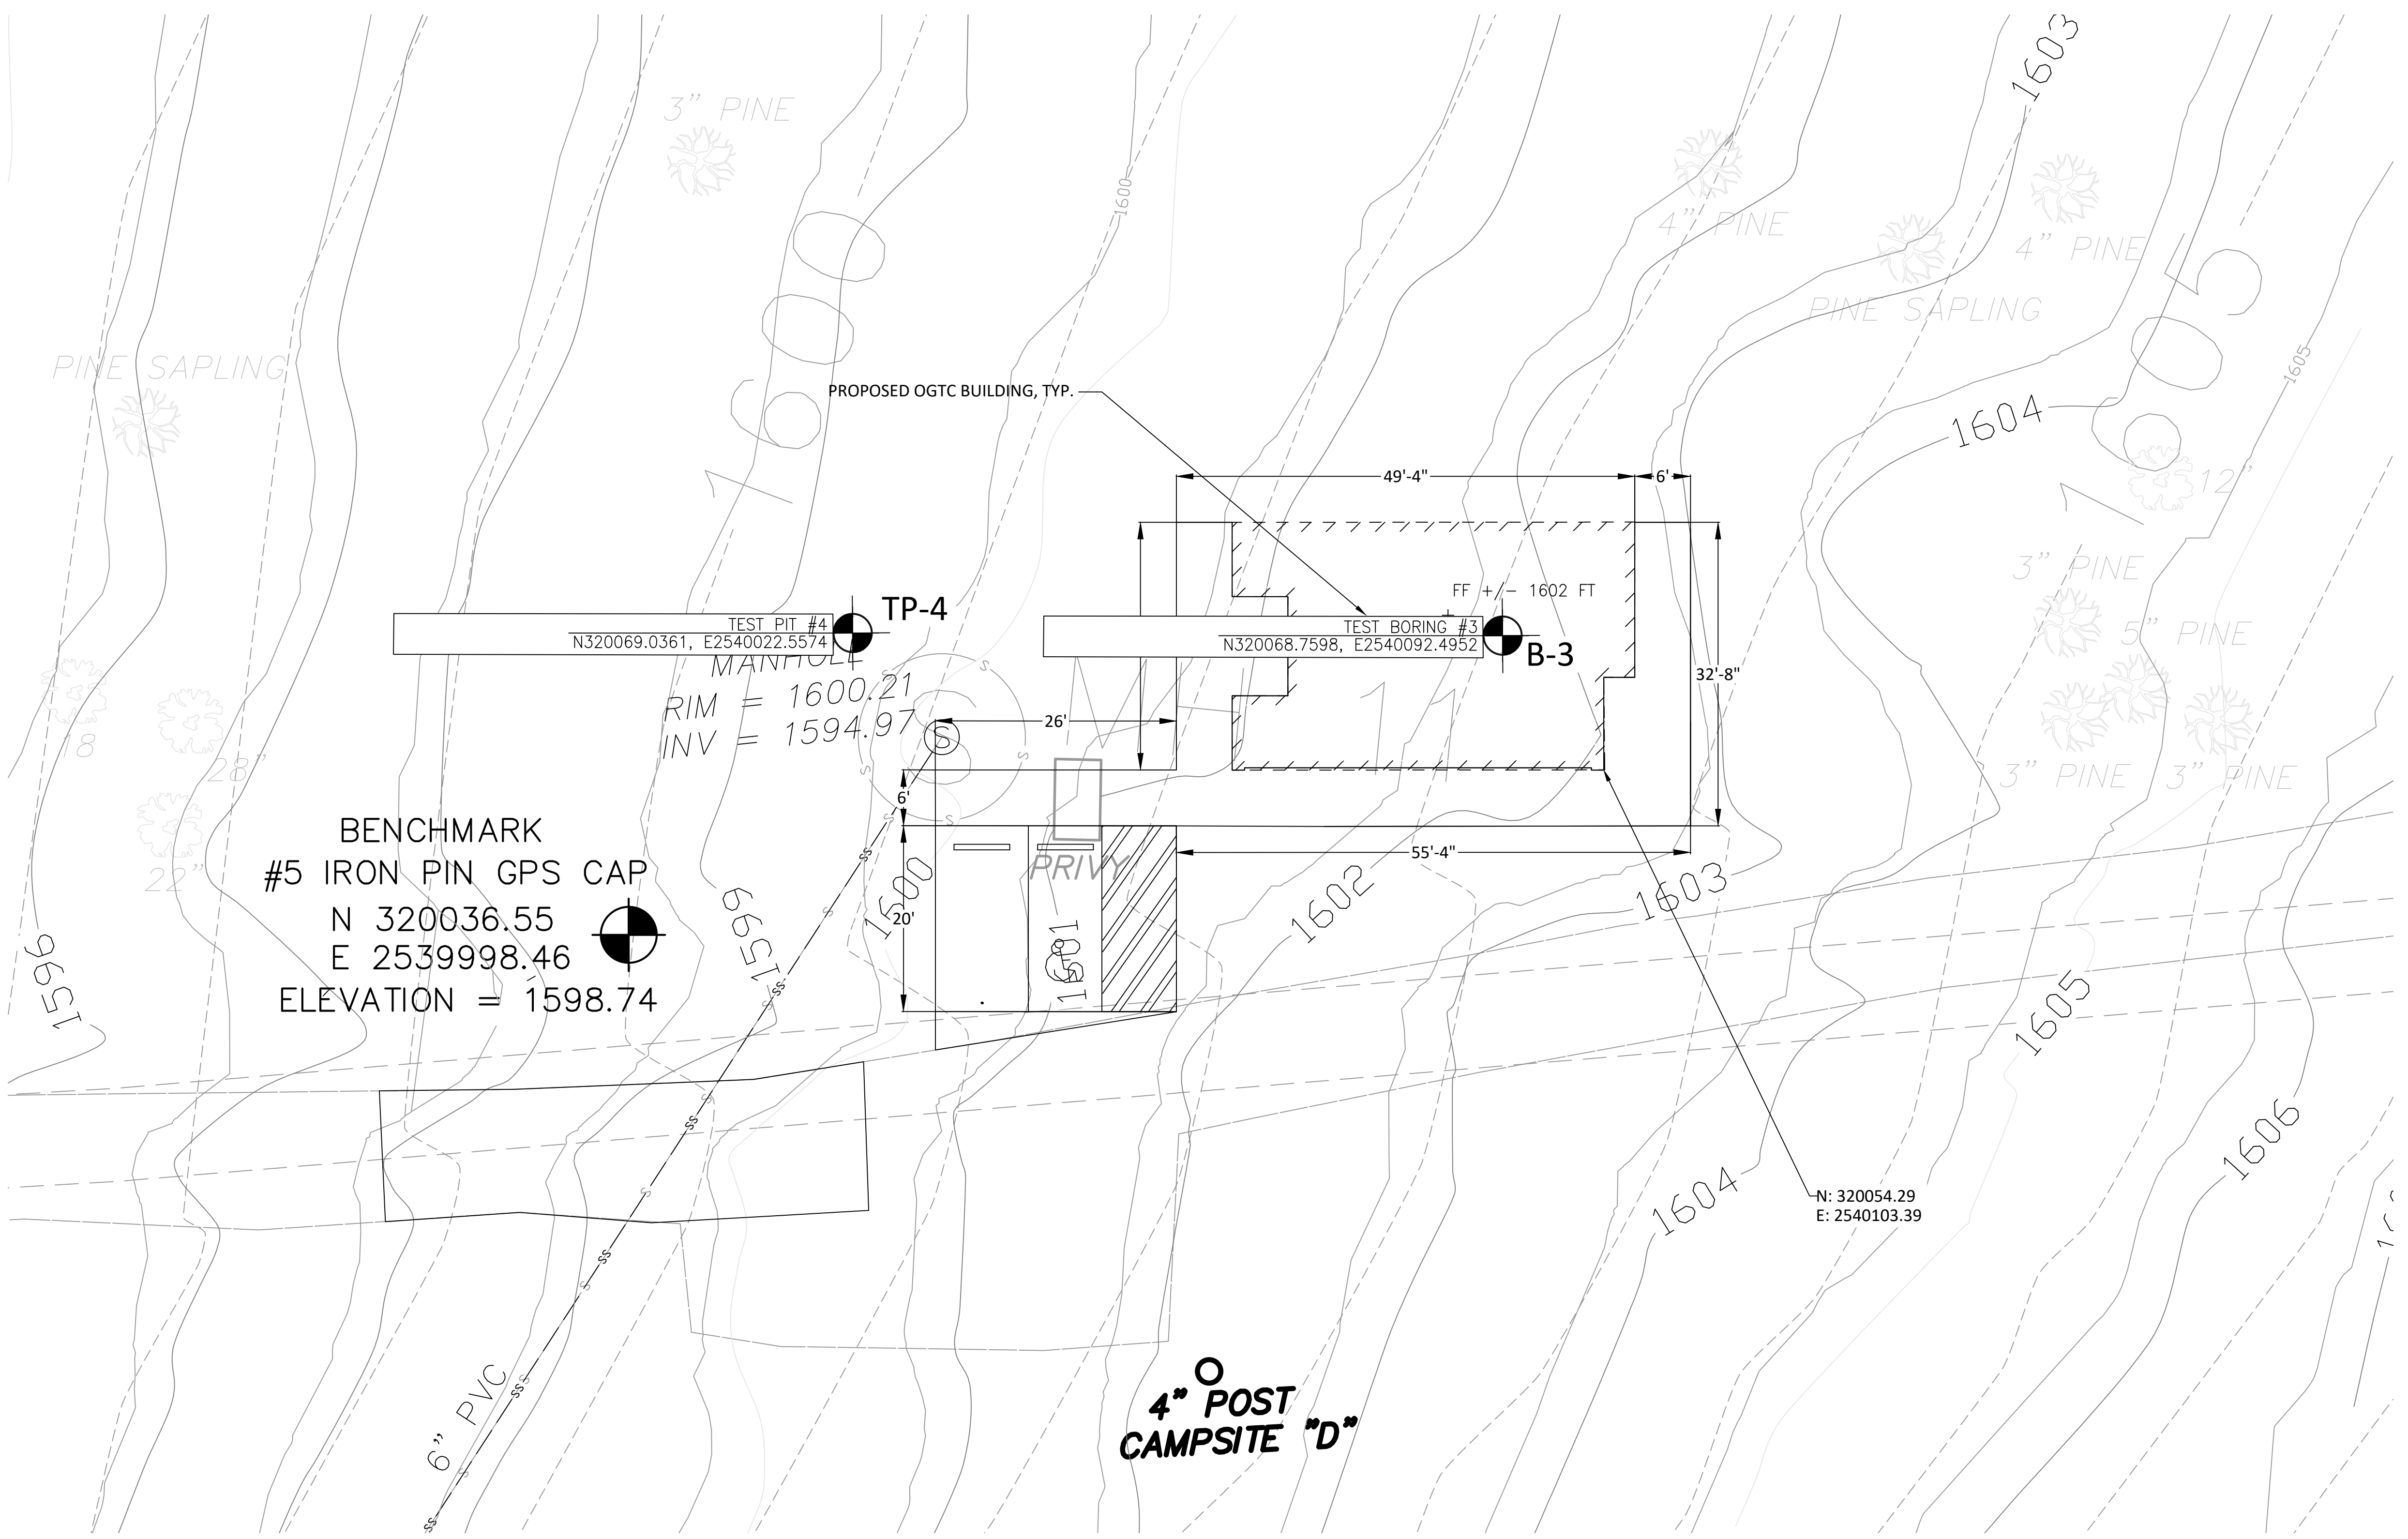 1603
3" PINE
1600
4" PINE
4" PINE
PINE SAPLING
1605
PINE SAPLING
1600
1605
PROPOSED OGTC BUILDING, TYP.
1604
49'-4"
6'
12"
3" PINE
FF +/- 1602 FT
TP-4
TEST PIT #4
N320069.0361, E2540022.5574
TEST BORING #3
N320068.7598, E2540092.4952
B-3
5" PINE
MANHOLE
RIM = 1600.21
INV = 1594.97
S
26'
32'-8"
18
28"
3" PINE
3" PINE
6'
BENCHMARK
#5 IRON PIN GPS CAP
N 320036.55
E 2539998.46
ELEVATION = 1598.74
22"
PRIVY
55'-4"
1600
20'
1599
1601
1602
1603
1596
1605
1606
1604
N: 320054.29
E: 2540103.39
6" PVC
SS
4" POST
CAMPSITE "D"